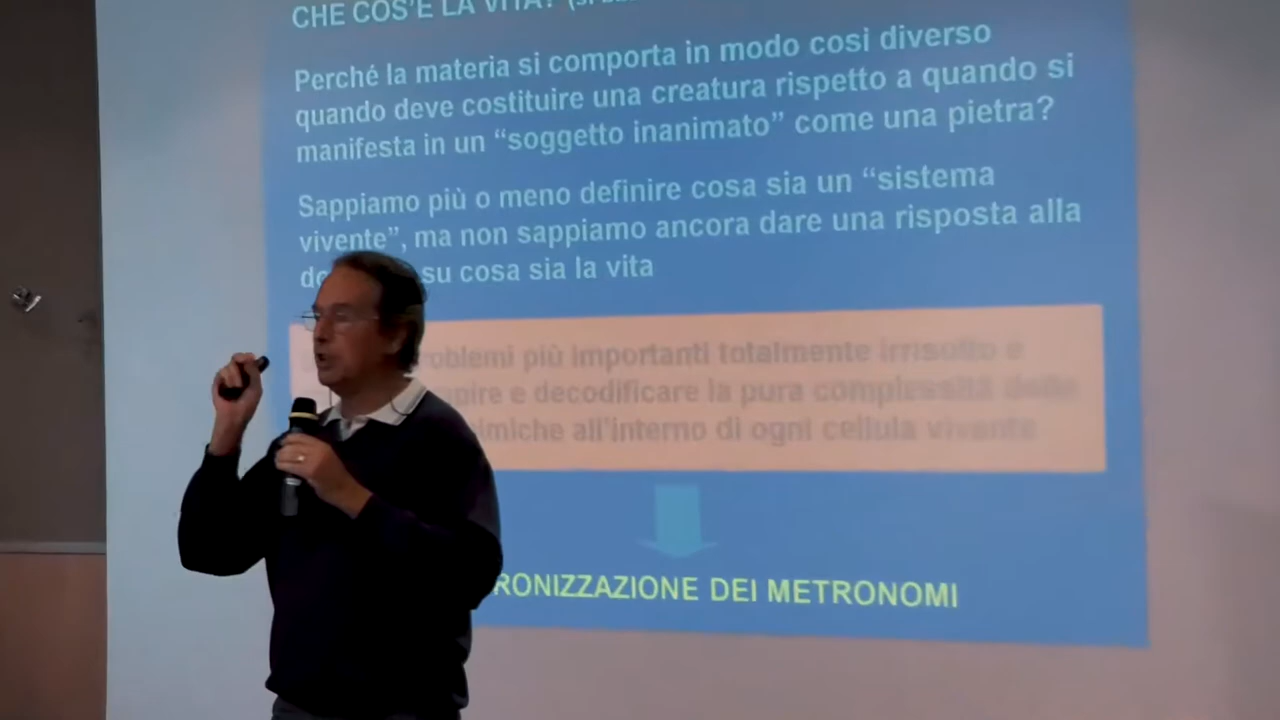 CHE COS'È LA VITA?
Perché la materia si comporta in modo cosi diverso
quando deve costituire una creatura rispetto a quando si
manifesta in un “soggetto inanimato” come una pietra?
Sappiamo più o meno definire cosa sia un “sistema
vivente”, ma non sappiamo ancora dare una risposta alla
su cosa sia la vita
problemi più importanti totalmente irrisolto è
e decodificare la pura complessità delle
all'interno di ogni cellula vivente
RONIZZAZIONE DEI METRONOMI